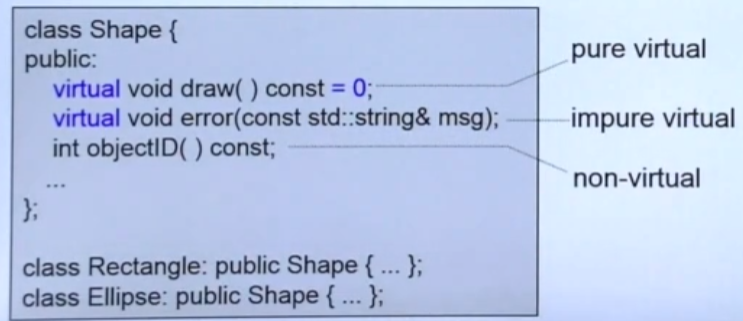 class Shape {
public:
virtual void draw( ) const = 0;
pure virtual
virtual void error(const std::string& msg);
impure virtual
int objectID( ) const;
non-virtual
...
};
class Rectangle: public Shape { ... };
class Ellipse: public Shape { ... };